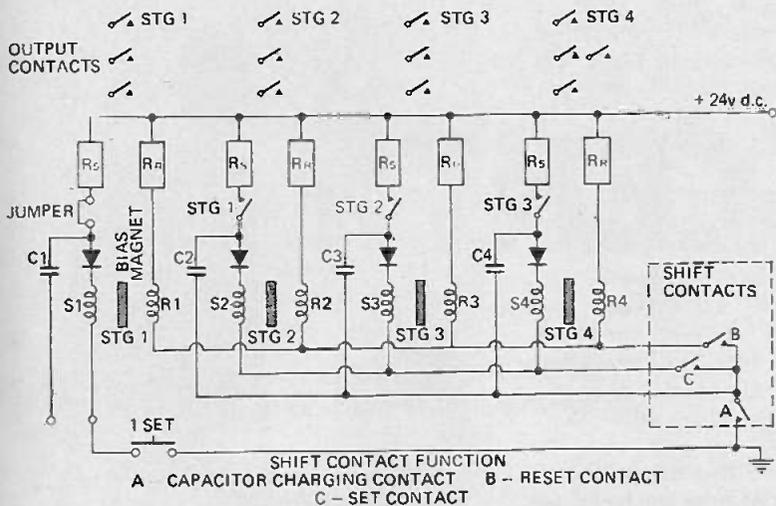 STG 1 STG 2 STG 3 STG 4
OUTPUT
CONTACTS
+ 24v d.c.
RS RR RS RR RS RS RR
JUMPER
STG 1 STG 2 STG 3
C1 BIAS MAGNET C2 C3 C4
SHIFT
CONTACTS
S1 R1 S2 R2 S3 R3 S4 R4
STG 1 STG 2 STG 3 STG 4
B
C
A
1 SET
SHIFT CONTACT FUNCTION
A - CAPACITOR CHARGING CONTACT B - RESET CONTACT
C - SET CONTACT